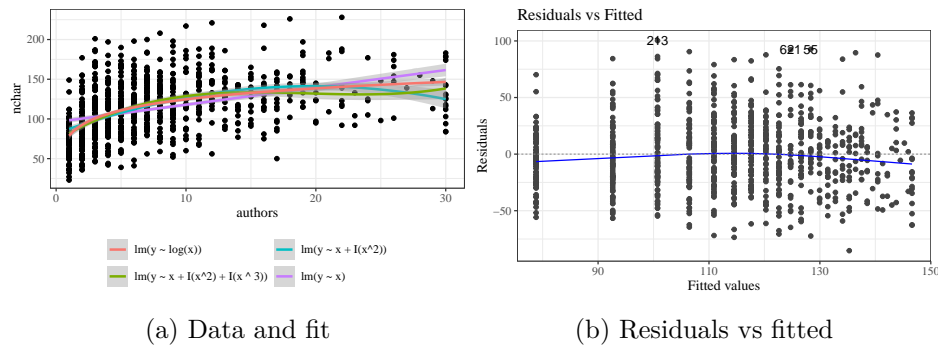 Residuals vs Fitted
200
150
100
50
nchar
0
10
20
30
authors
lm(y ~ log(x))
lm(y ~ x + I(x^2))
lm(y ~ x + I(x^2) + I(x ^ 3))
lm(y ~ x)
100
50
0
−50
Residuals
213
90
110
130
150
Fitted values
(a) Data and fit
(b) Residuals vs fitted